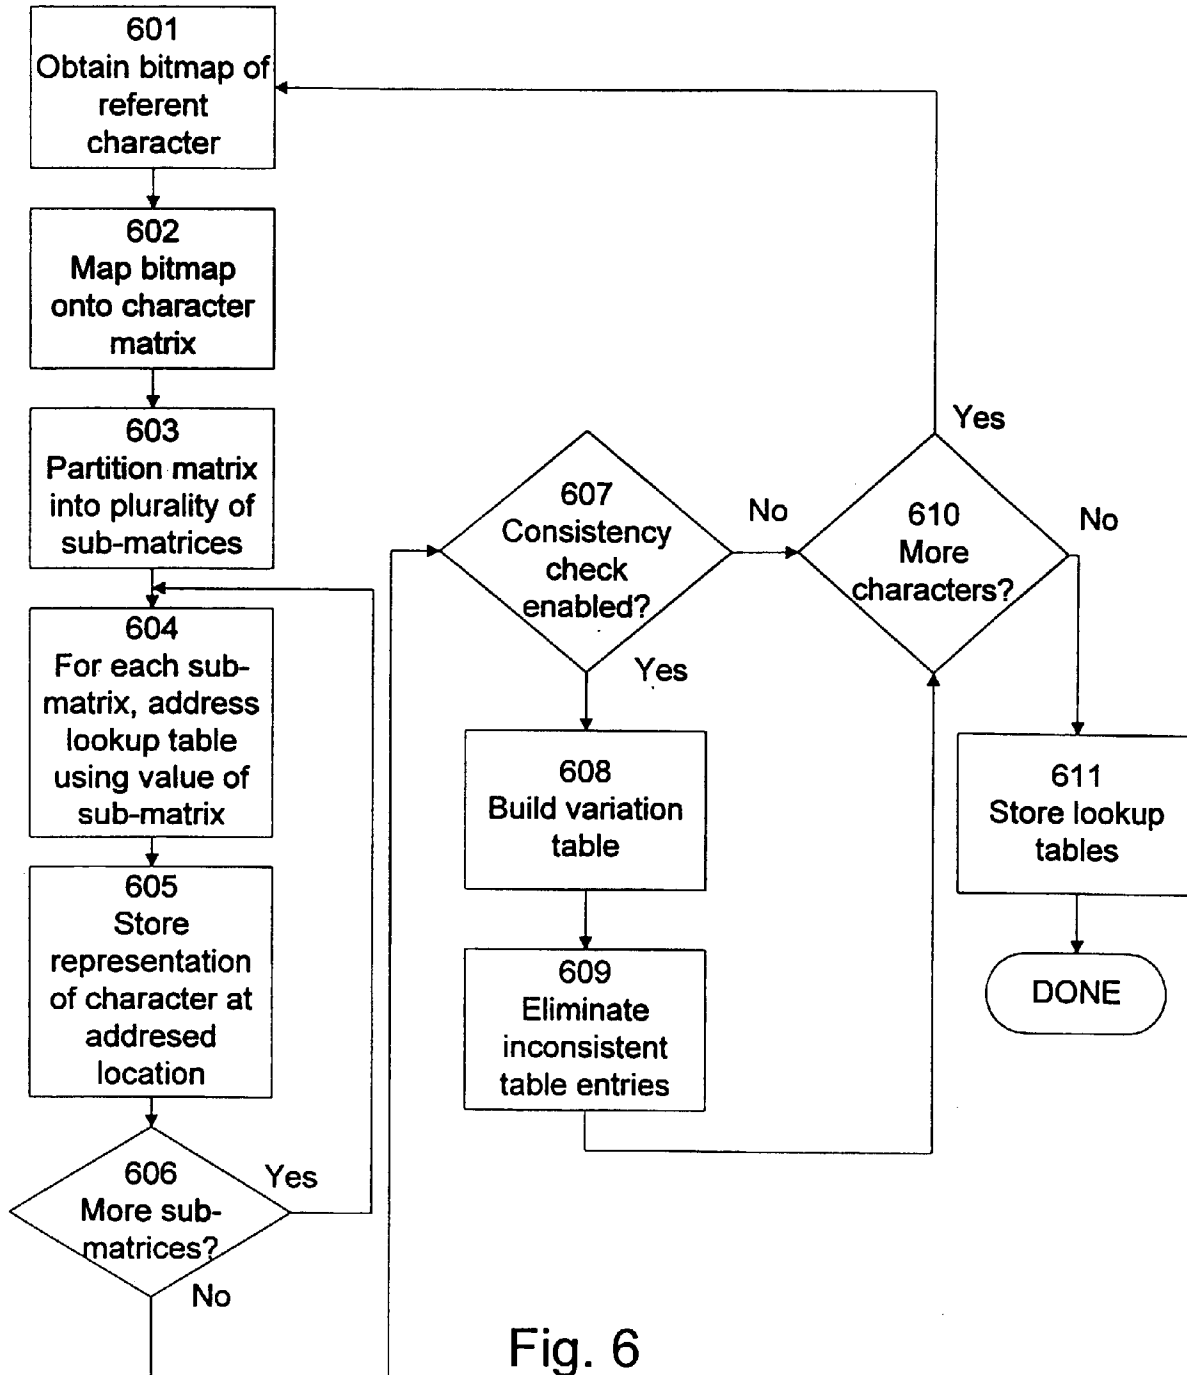 601
Obtain bitmap of
referent
character
602
Map bitmap
onto character
matrix
603
Partition matrix
into plurality of
sub-matrices
604
For each sub-
matrix, address
lookup table
using value of
sub-matrix
605
Store
representation
of character at
addresed
location
606
More sub-
matrices?
Yes
No
607
Consistency
check
enabled?
No
Yes
608
Build variation
table
609
Eliminate
inconsistent
table entries
610
More
characters?
Yes
No
611
Store lookup
tables
DONE
Fig. 6